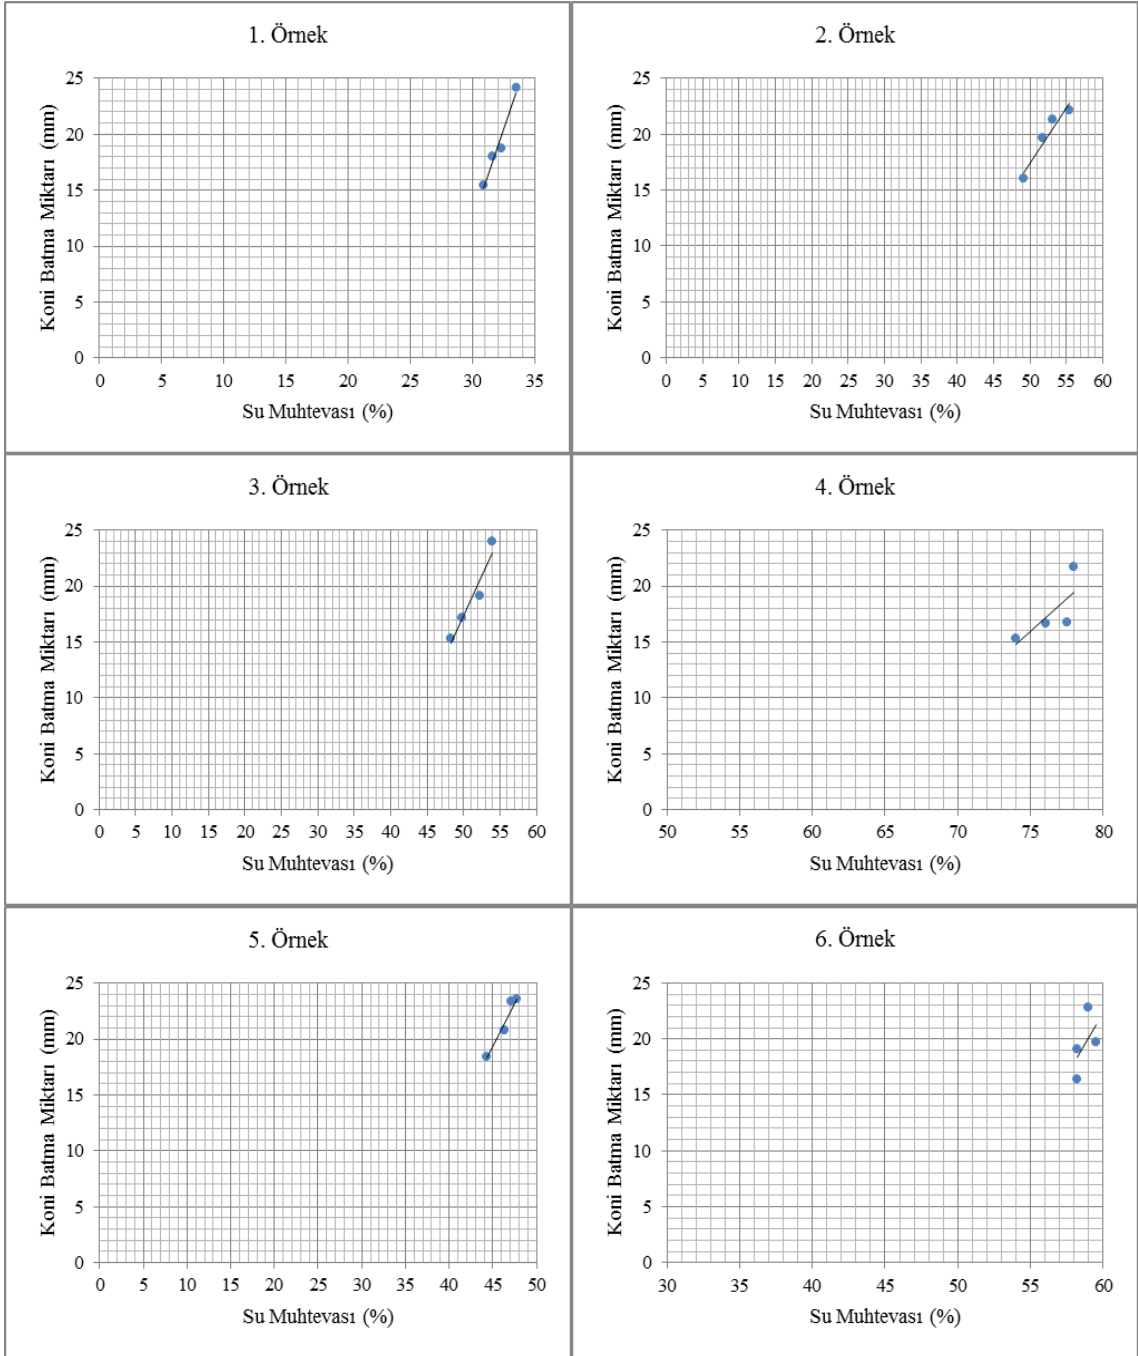 1. Örnek
Koni Batma Miktarı (mm)
25
20
15
10
5
0
0 5 10 15 20 25 30 35
Su Muhtevası (%)
2. Örnek
Koni Batma Miktarı (mm)
25
20
15
10
5
0
0 5 10 15 20 25 30 35 40 45 50 55 60
Su Muhtevası (%)
3. Örnek
Koni Batma Miktarı (mm)
25
20
15
10
5
0
0 5 10 15 20 25 30 35 40 45 50 55 60
Su Muhtevası (%)
4. Örnek
Koni Batma Miktarı (mm)
25
20
15
10
5
0
50 55 60 65 70 75 80
Su Muhtevası (%)
5. Örnek
Koni Batma Miktarı (mm)
25
20
15
10
5
0
0 5 10 15 20 25 30 35 40 45 50
Su Muhtevası (%)
6. Örnek
Koni Batma Miktarı (mm)
25
20
15
10
5
0
30 35 40 45 50 55 60
Su Muhtevası (%)